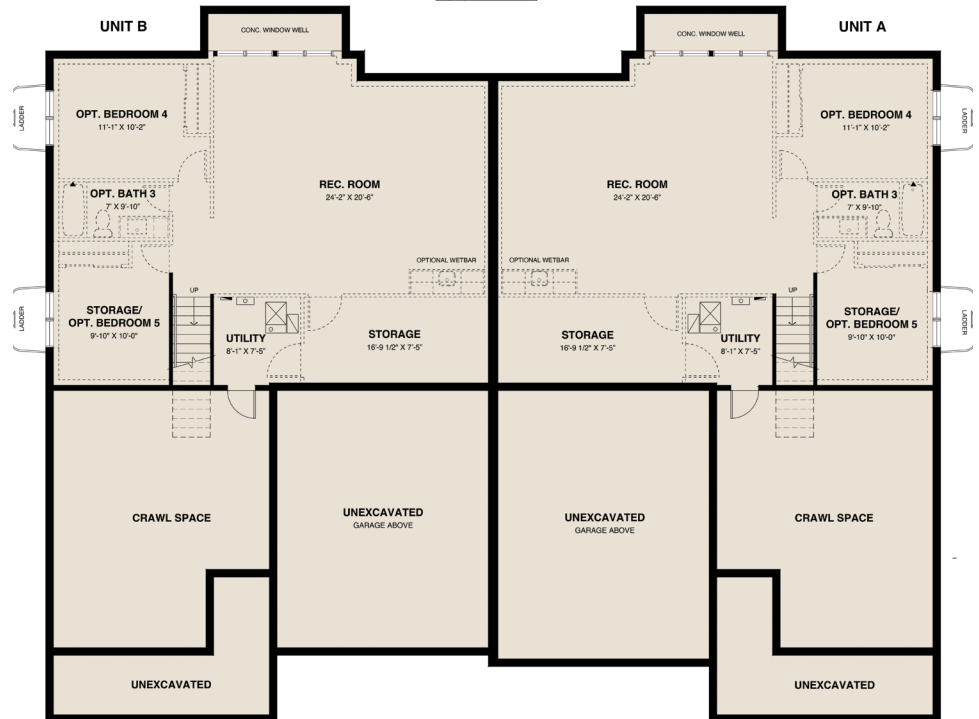 UNIT B
CONC. WINDOW WELL
CONC. WINDOW WELL
UNIT A
LADDER
OPT. BEDROOM 4
11'-1" X 10'-2"
OPT. BEDROOM 4
11'-1" X 10'-2"
LADDER
REC. ROOM
24'-2" X 20'-6"
REC. ROOM
24'-2" X 20'-6"
OPT. BATH 3
7' X 9'-10"
OPT. BATH 3
7' X 9'-10"
OPTIONAL WETBAR
OPTIONAL WETBAR
UP
UP
LADDER
STORAGE/
OPT. BEDROOM 5
9'-10" X 10'-0"
UTILITY
8'-1" X 7'-5"
STORAGE
16'-9 1/2" X 7'-5"
STORAGE
16'-9 1/2" X 7'-5"
UTILITY
8'-1" X 7'-5"
STORAGE/
OPT. BEDROOM 5
9'-10" X 10'-0"
LADDER
CRAWL SPACE
UNEXCAVATED
GARAGE ABOVE
UNEXCAVATED
GARAGE ABOVE
CRAWL SPACE
UNEXCAVATED
UNEXCAVATED